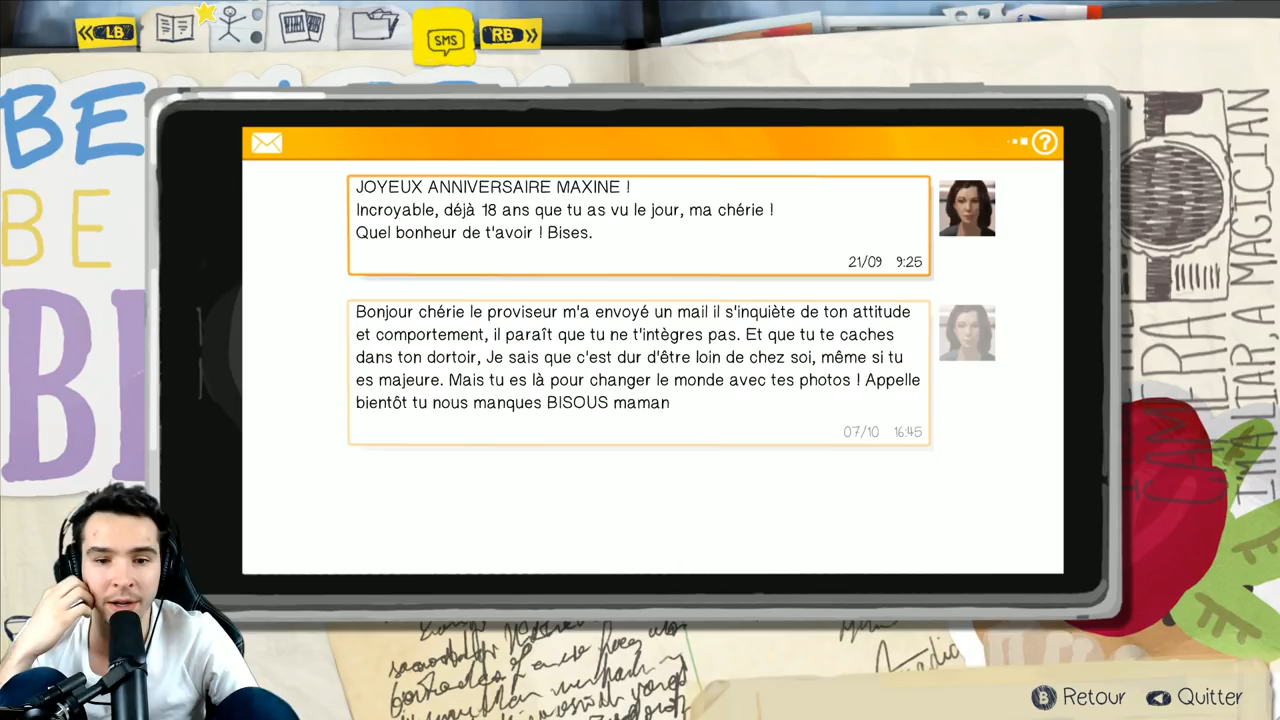 LB
SMS
RB
BE
BE
JOYEUX ANNIVERSAIRE MAXINE !
Incroyable, déjà 18 ans que tu as vu le jour, ma chérie !
Quel bonheur de t'avoir ! Bises.
21/09 9:25
Bonjour chérie le proviseur m'a envoyé un mail il s'inquiète de ton attitude
et comportement, il paraît que tu ne t'intègres pas. Et que tu te caches
dans ton dortoir, Je sais que c'est dur d'être loin de chez soi, même si tu
es majeure. Mais tu es là pour changer le monde avec tes photos ! Appelle
bientôt tu nous manques BISOUS maman
07/10 16:45
CAMERA
LIAR, A MAGICIAN
B Retour
Quitter